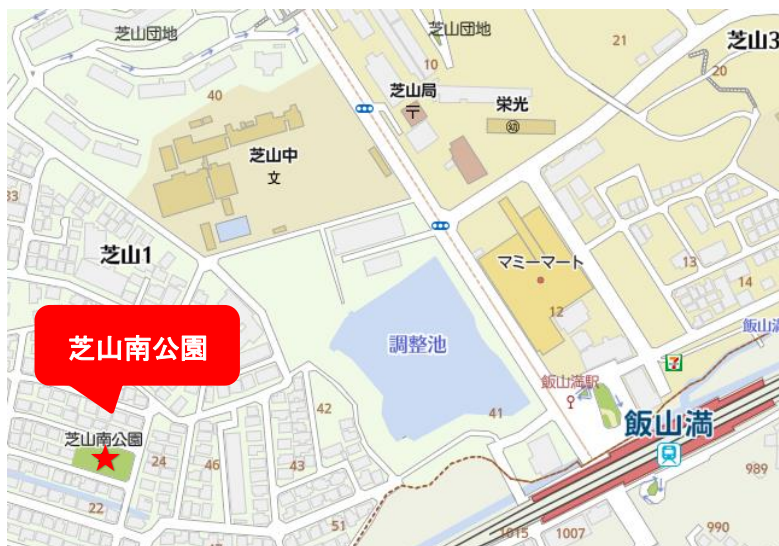 芝山団地
芝山団地
21
芝山3
10
20
40
芝山局
栄光
芝山中
文
33
芝山1
マミーマート
13
14
12
飯山満
芝山南公園
調整池
7
飯山満駅
42
41
飯山満
芝山南公園
24
46
43
989
22
51
1015
1007
990